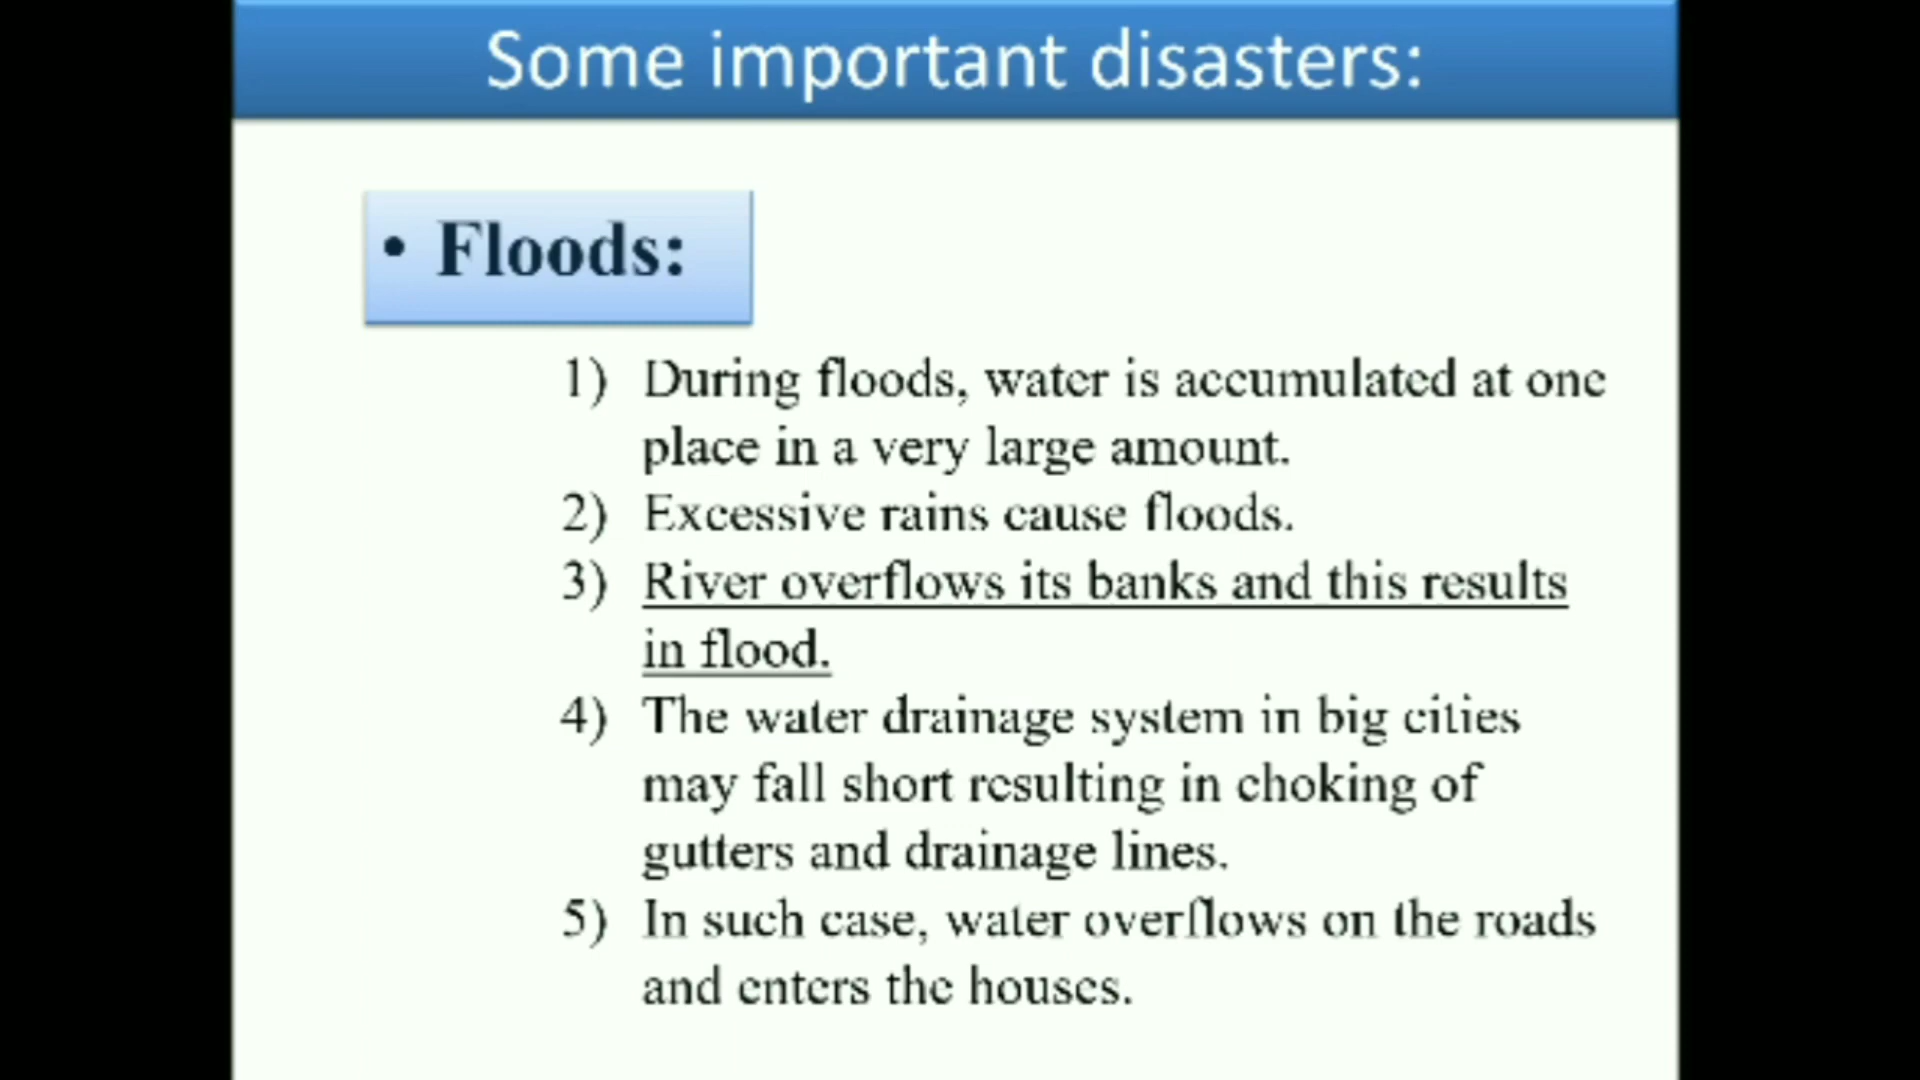 Some important disasters:
• Floods:
1) During floods, water is accumulated at one
place in a very large amount.
2) Excessive rains cause floods.
3) River overflows its banks and this results
in flood.
4) The water drainage system in big cities
may fall short resulting in choking of
gutters and drainage lines.
5) In such case, water overflows on the roads
and enters the houses.